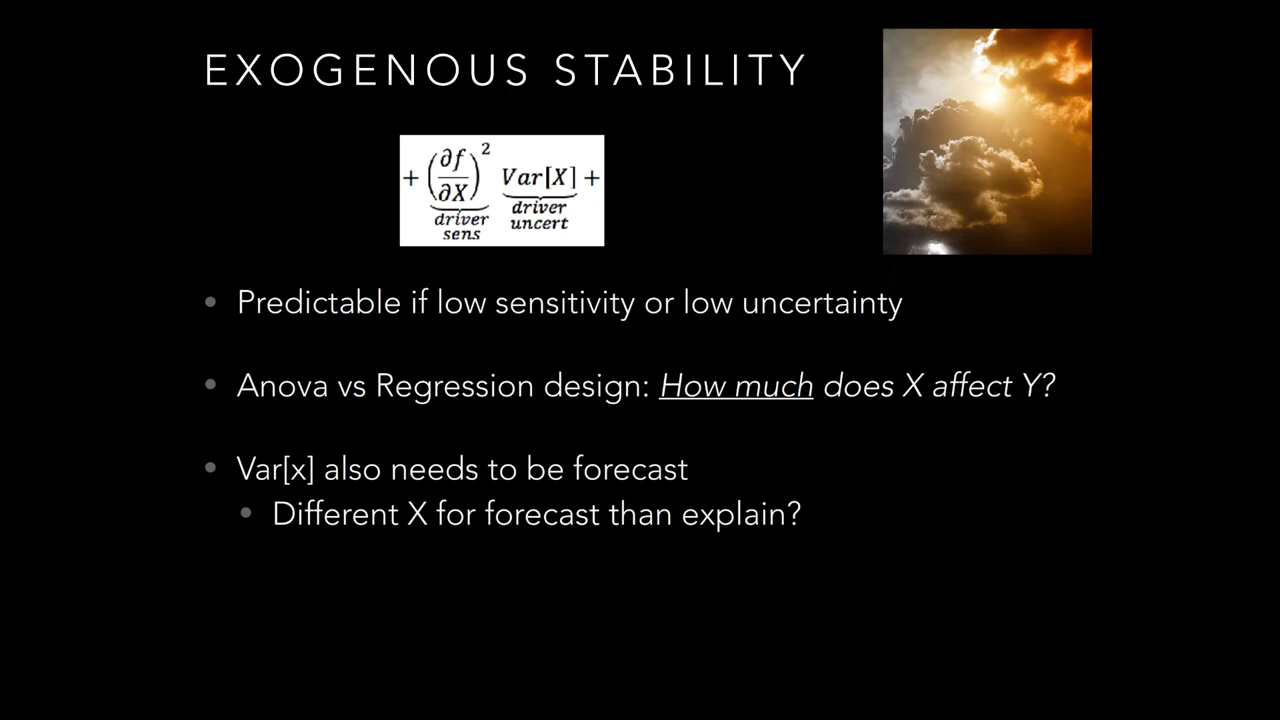 EXOGENOUS STABILITY
+ (∂f/∂X)² Var[X] +
driver sens driver uncert
Predictable if low sensitivity or low uncertainty
Anova vs Regression design: How much does X affect Y?
Var[x] also needs to be forecast
Different X for forecast than explain?